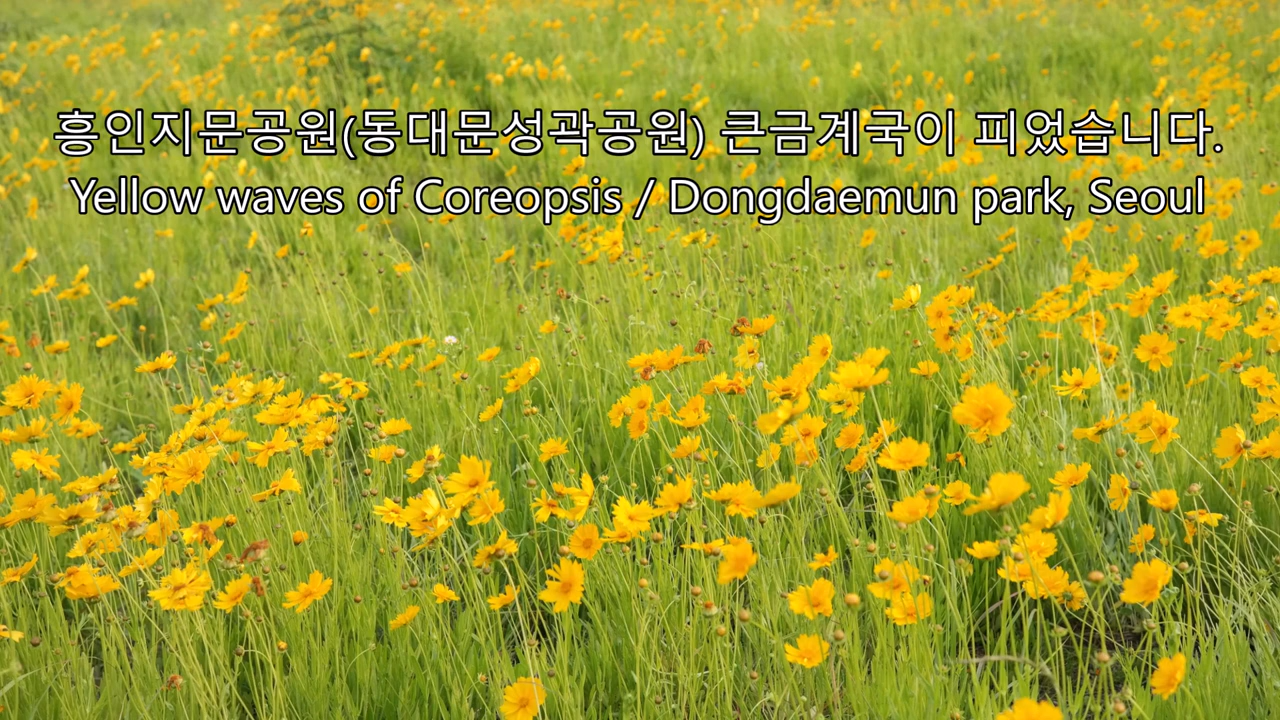 흥인지문공원(동대문성곽공원) 큰금계국이 피었습니다.
Yellow waves of Coreopsis / Dongdaemun park, Seoul